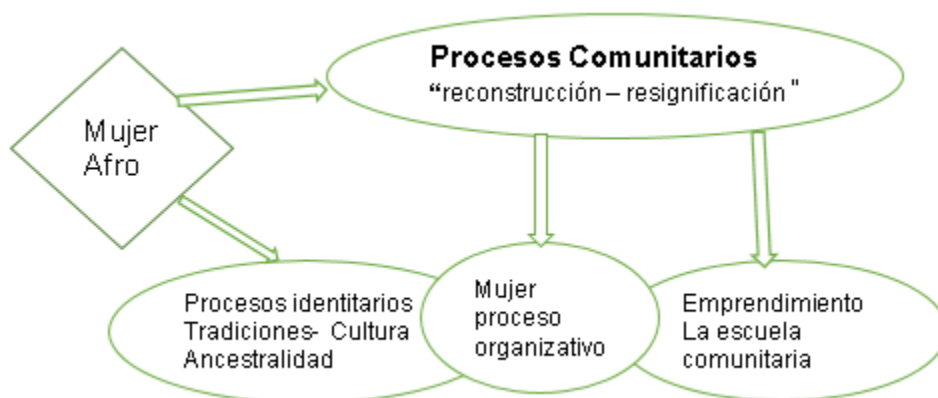 Procesos Comunitarios
“reconstrucción – resignificación"
Mujer
Afro
Procesos identitarios
Tradiciones- Cultura
Ancestralidad
Mujer
proceso
organizativo
Emprendimiento
La escuela
comunitaria